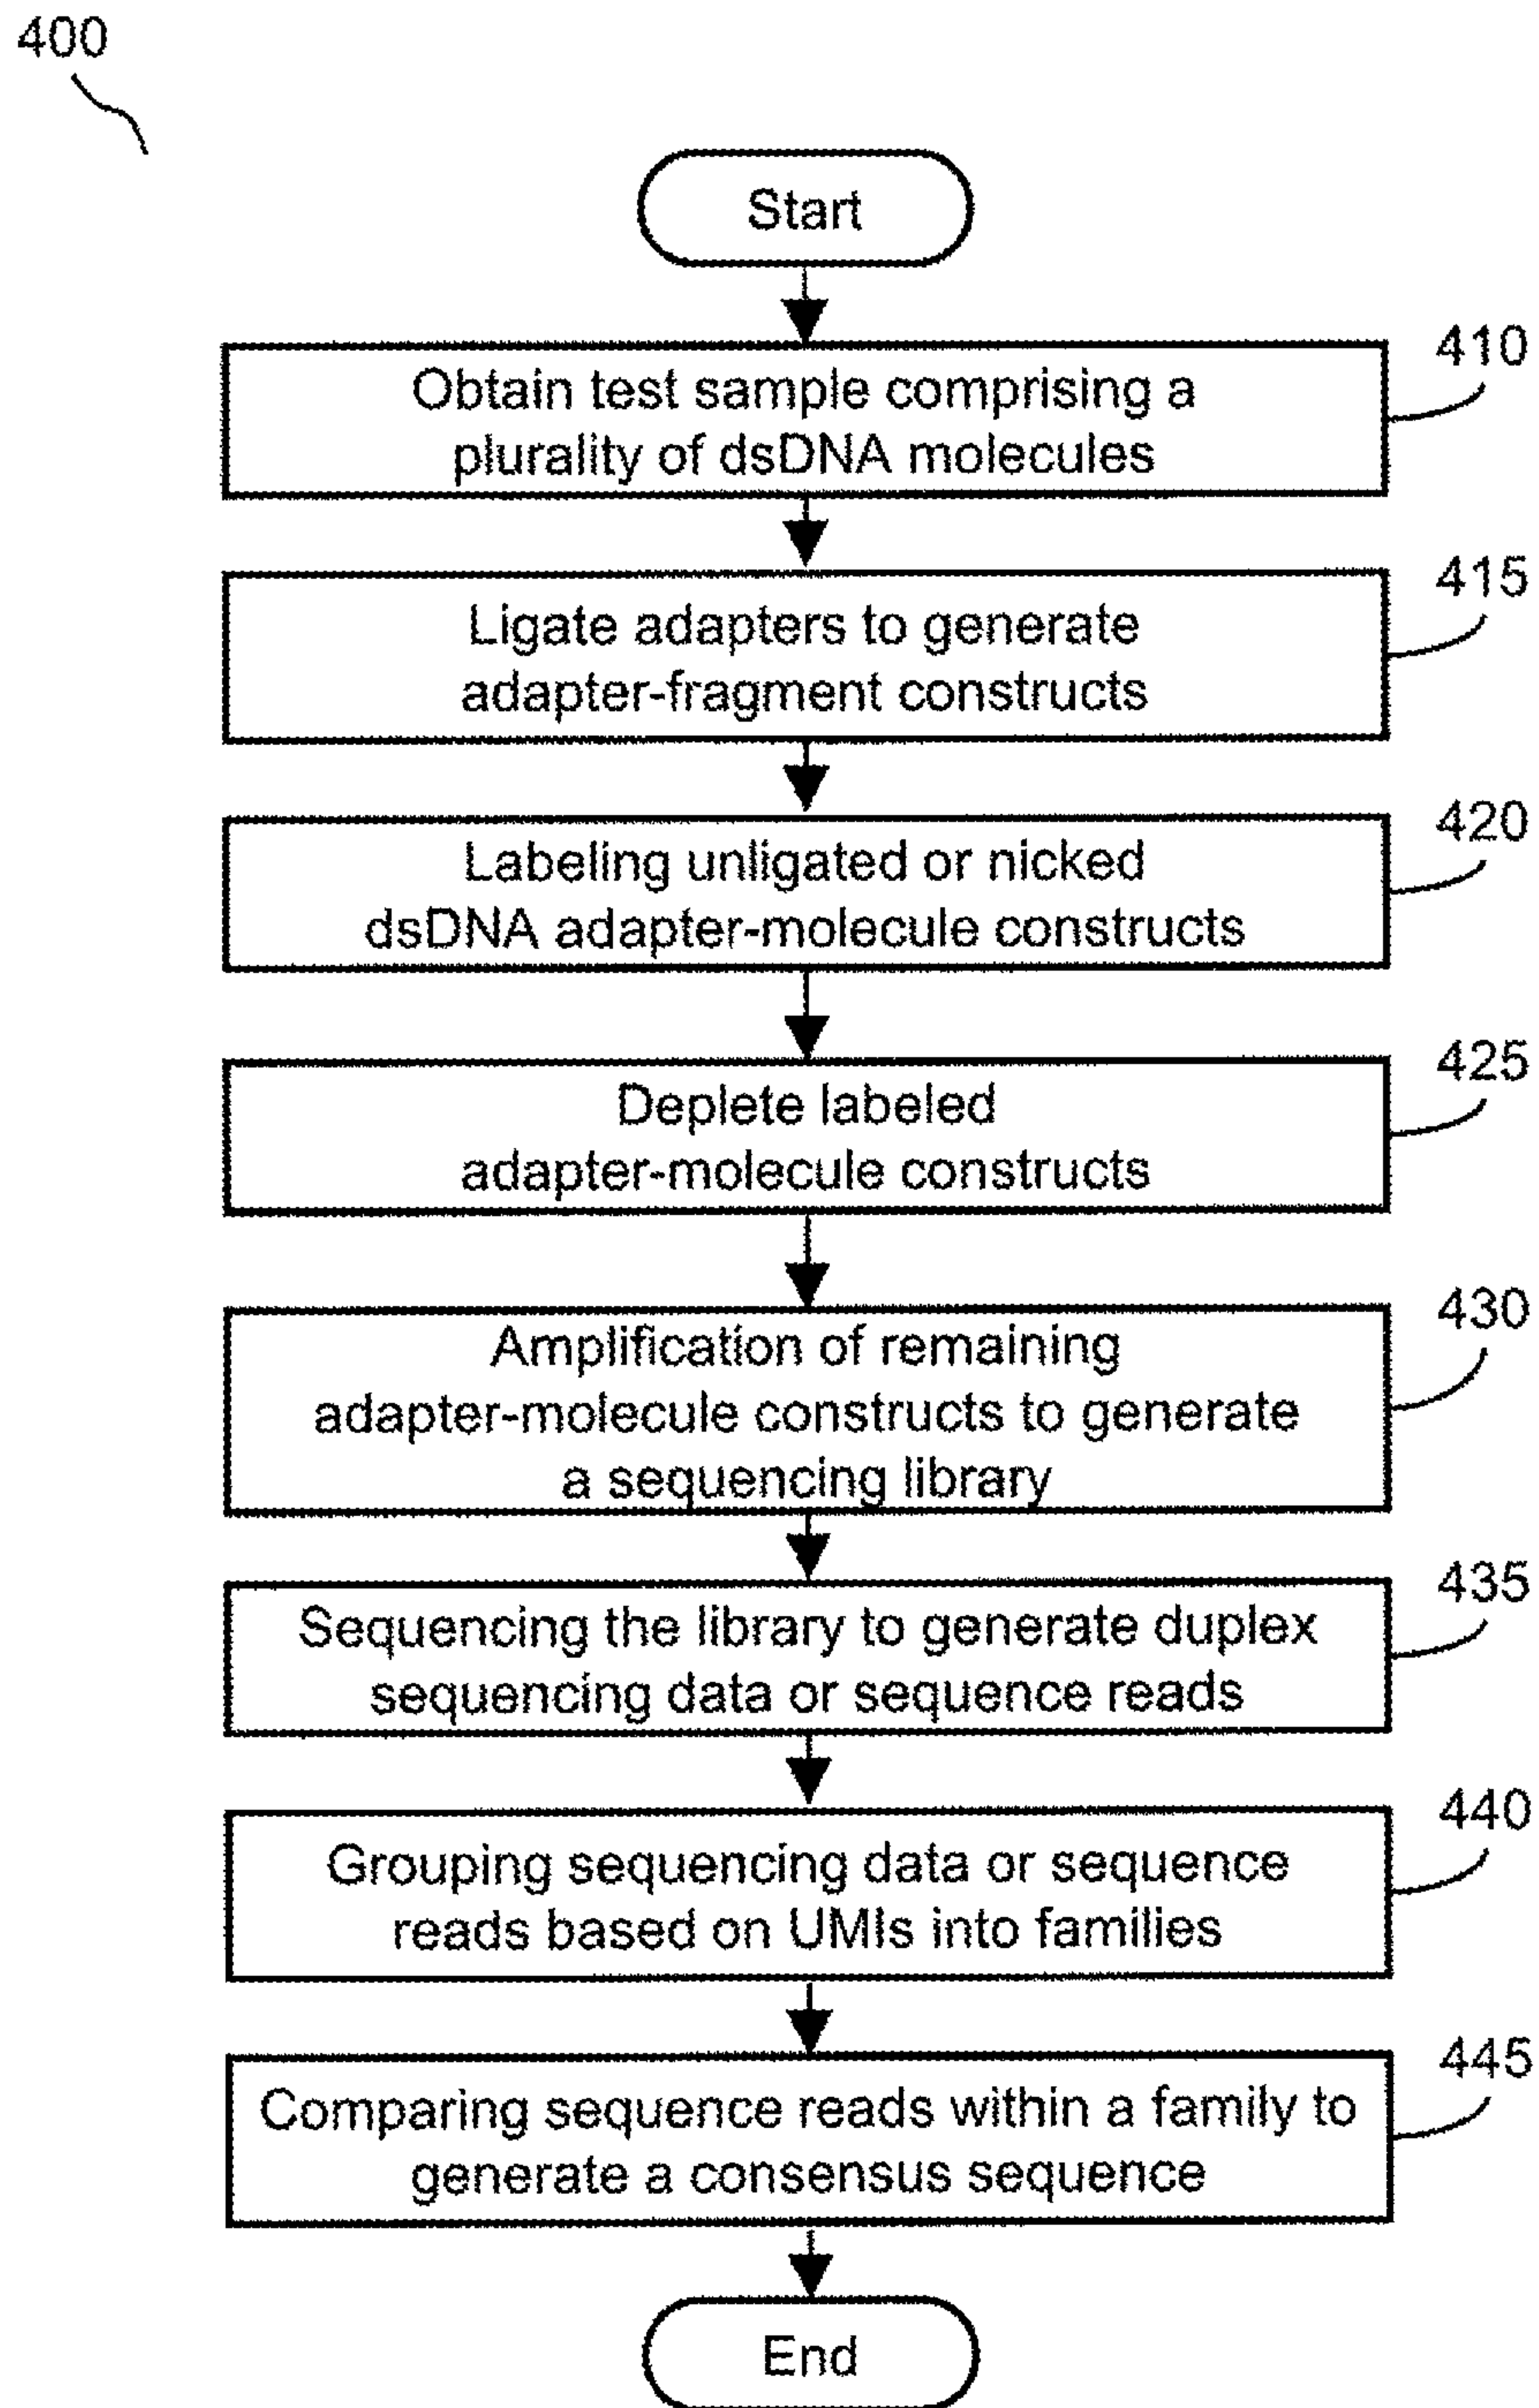 400
Start
410
Obtain test sample comprising a
plurality of dsDNA molecules
415
Ligate adapters to generate
adapter-fragment constructs
420
Labeling unligated or nicked
dsDNA adapter-molecule constructs
425
Deplete labeled
adapter-molecule constructs
430
Amplification of remaining
adapter-molecule constructs to generate
a sequencing library
435
Sequencing the library to generate duplex
sequencing data or sequence reads
440
Grouping sequencing data or sequence
reads based on UMIs into families
445
Comparing sequence reads within a family to
generate a consensus sequence
End